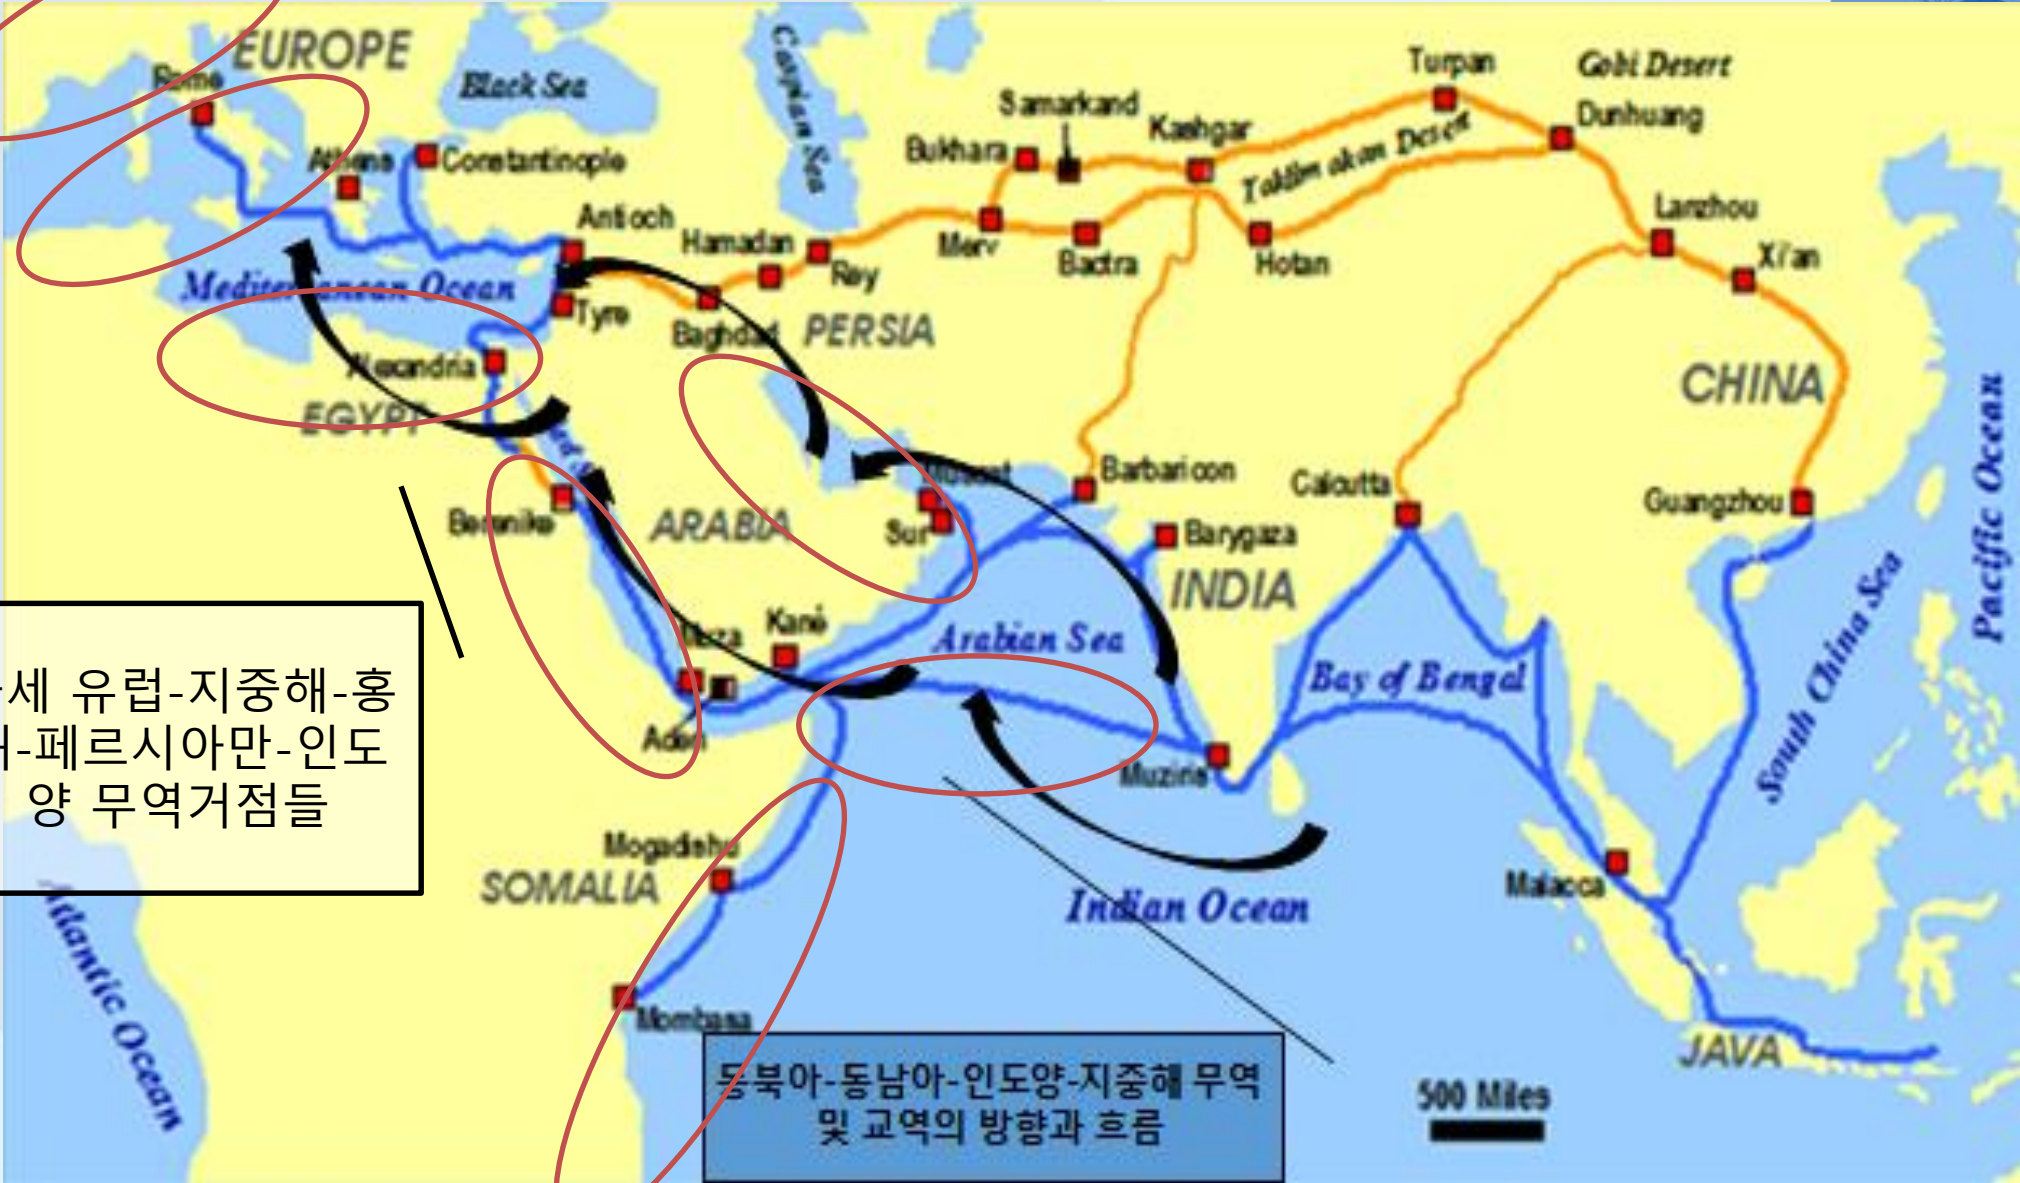 EUROPE
Rome
Black Sea
Caspian Sea
Turpan
Gobi Desert
Samarkand
Dunhuang
Kashgar
Bukhara
Taklimakan Desert
Athens
Constantinople
Antioch
Hamadan
Rey
Merv
Bactra
Hotan
Lanzhou
Xi'an
Mediterranean Ocean
Tyre
Baghdad
PERSIA
Alexandria
EGYPT
CHINA
Pacific Ocean
Red
Muscat
Barbaricon
Calcutta
Guangzhou
Berenike
ARABIA
Sur
Barygaza
INDIA
Kané
Arabian Sea
Bay of Bengal
South China Sea
Aden
Muziris
세 유럽-지중해-홍
-페르시아만-인도
양 무역거점들
Mogadishu
SOMALIA
Malacca
Indian Ocean
Atlantic Ocean
Mombasa
JAVA
동북아-동남아-인도양-지중해 무역
및 교역의 방향과 흐름
500 Miles